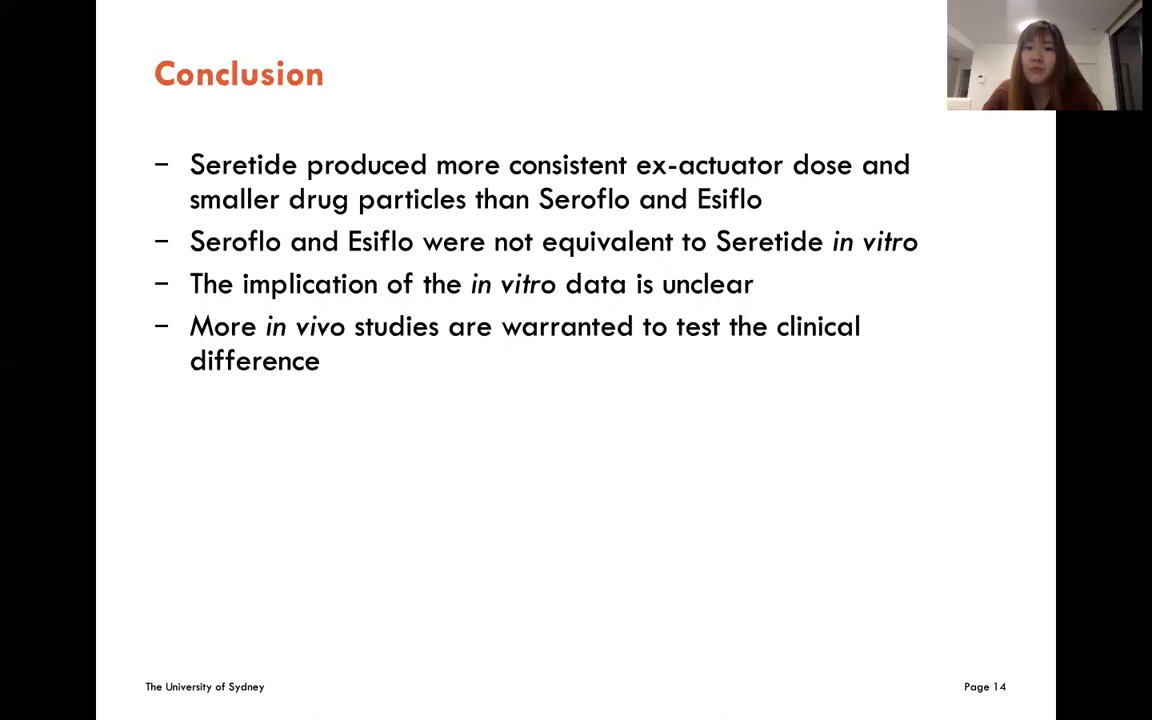 Conclusion
– Seretide produced more consistent ex-actuator dose and
smaller drug particles than Seroflo and Esiflo
– Seroflo and Esiflo were not equivalent to Seretide in vitro
– The implication of the in vitro data is unclear
– More in vivo studies are warranted to test the clinical
difference
The University of Sydney
Page 14